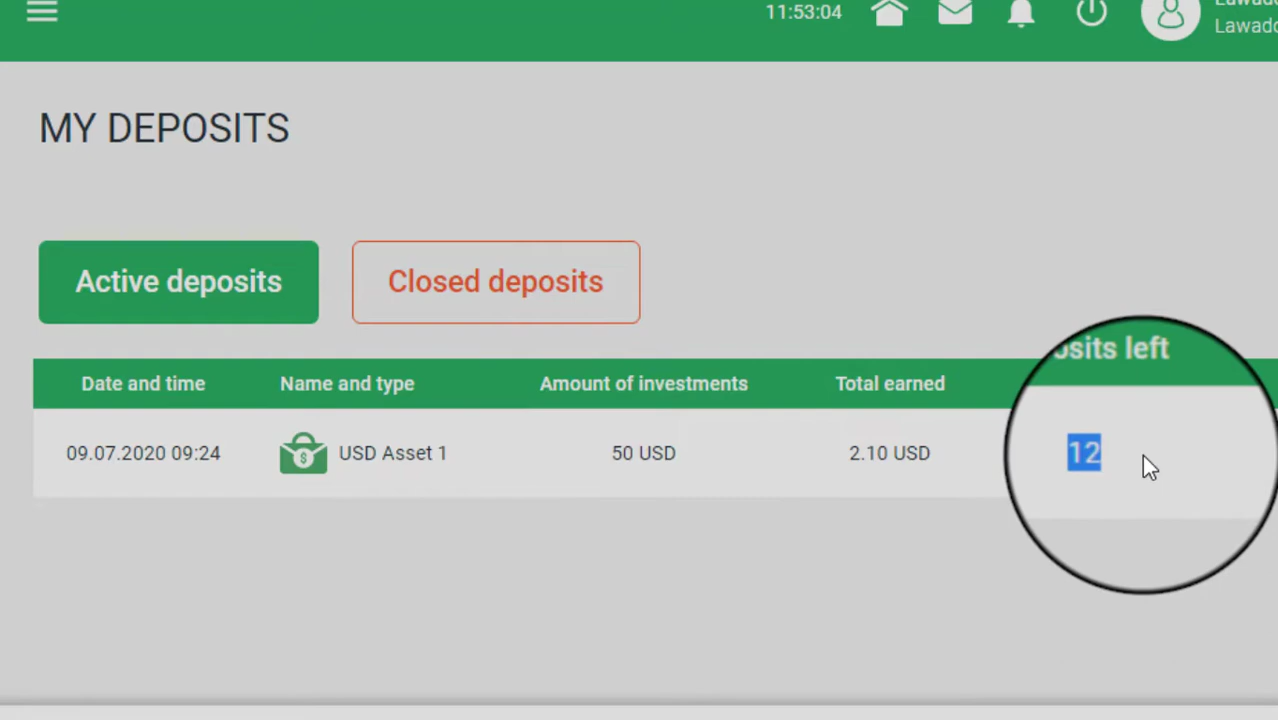 11:53:04
MY DEPOSITS
Active deposits
Closed deposits
Date and time Name and type Amount of investments Total earned left
09.07.2020 09:24 $ USD Asset 1 50 USD 2.10 USD 12